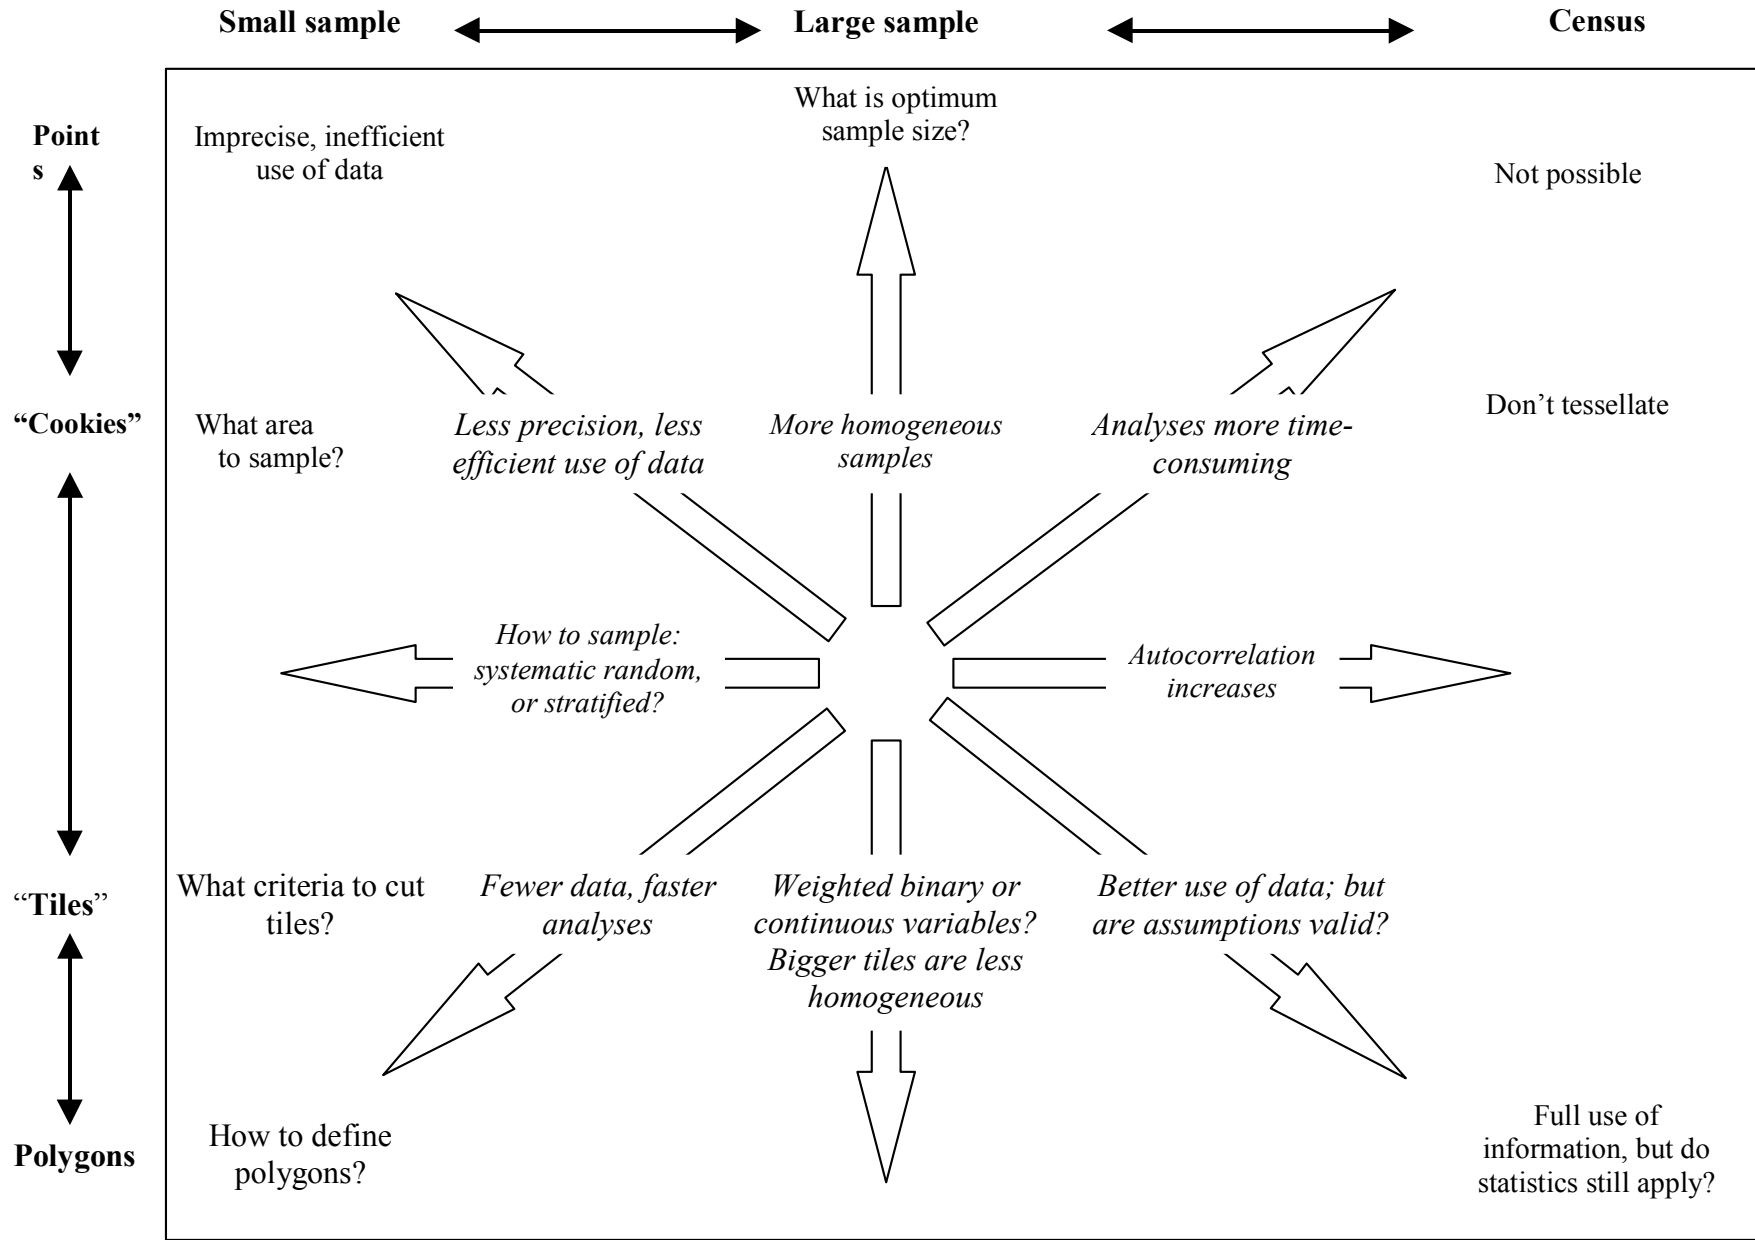 Small sample
Large sample
Census
Point
s
Imprecise, inefficient
use of data
What is optimum
sample size?
Not possible
“Cookies”
What area
to sample?
Less precision, less
efficient use of data
More homogeneous
samples
Analyses more time-
consuming
Don’t tessellate
How to sample:
systematic random,
or stratified?
Autocorrelation
increases
“Tiles”
What criteria to cut
tiles?
Fewer data, faster
analyses
Weighted binary or
continuous variables?
Bigger tiles are less
homogeneous
Better use of data; but
are assumptions valid?
Polygons
How to define
polygons?
Full use of
information, but do
statistics still apply?